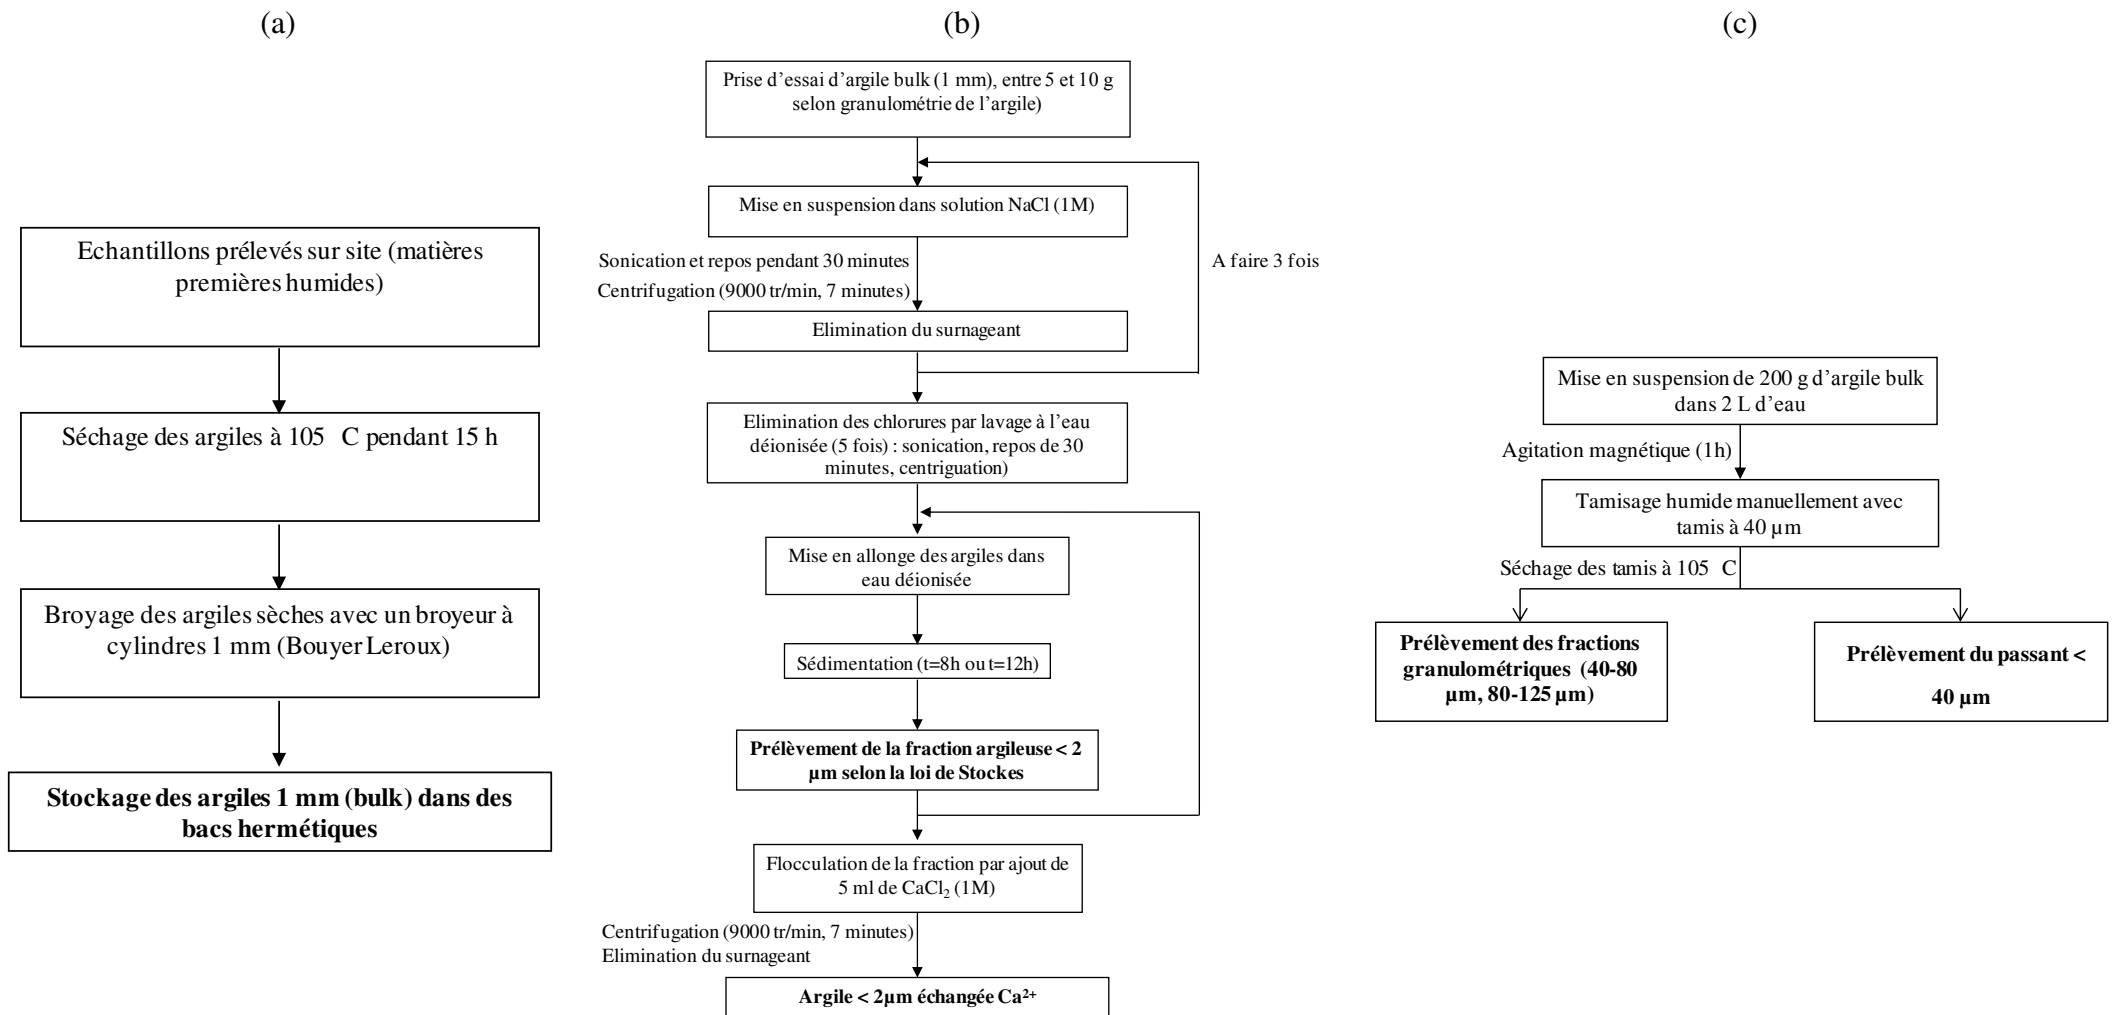 (a)
Echantillons prélevés sur site (matières
premières humides)
Séchage des argiles à 105 C pendant 15 h
Broyage des argiles sèches avec un broyeur à
cylindres 1 mm (Bouyer Leroux)
Stockage des argiles 1 mm (bulk) dans des
bacs hermétiques
(b)
Prise d'essai d'argile bulk (1 mm), entre 5 et 10 g
selon granulométrie de l'argile)
Mise en suspension dans solution NaCl (1M)
Sonication et repos pendant 30 minutes
Centrifugation (9000 tr/min, 7 minutes)
A faire 3 fois
Elimination du surnageant
Elimination des chlorures par lavage à l'eau
déionisée (5 fois) : sonication, repos de 30
minutes, centriguation)
Mise en allonge des argiles dans
eau déionisée
Sédimentation (t=8h ou t=12h)
Prélèvement de la fraction argileuse < 2
µm selon la loi de Stockes
Flocculation de la fraction par ajout de
5 ml de CaCl₂ (1M)
Centrifugation (9000 tr/min, 7 minutes)
Elimination du surnageant
Argile < 2µm échangée Ca²⁺
(c)
Mise en suspension de 200 g d'argile bulk
dans 2 L d'eau
Agitation magnétique (1h)
Tamisage humide manuellement avec
tamis à 40 µm
Séchage des tamis à 105 C
Prélèvement des fractions
granulométriques (40-80
µm, 80-125 µm)
Prélèvement du passant <
40 µm